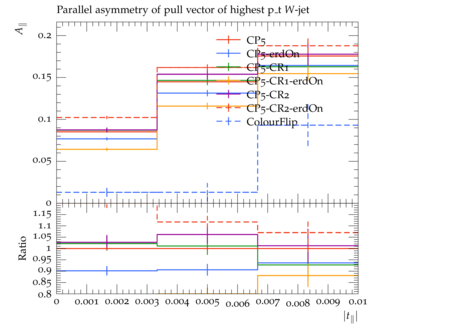 Parallel asymmetry of pull vector of highest p_t W-jet
A∥
0.2
0.15
0.1
0.05
0
CP5
CP5-erdOn
CP5-CR1
CP5-CR1-erdOn
CP5-CR2
CP5-CR2-erdOn
ColourFlip
Ratio
1.15
1.1
1.05
1
0.95
0.9
0.85
0.8
0 0.001 0.002 0.003 0.004 0.005 0.006 0.007 0.008 0.009 0.01
|t∥|